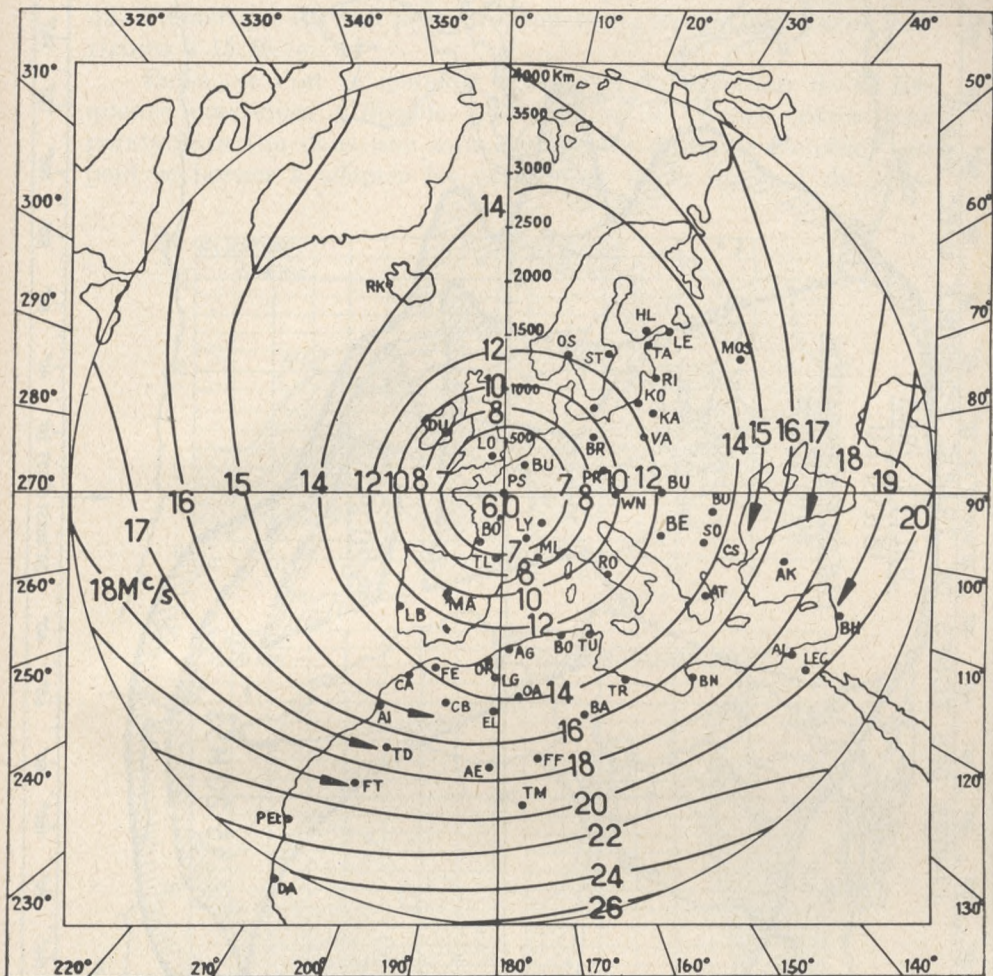 320° 330° 340° 350° 0° 10° 20° 30° 40°
310° 50°
4000 Km
3500
300° 60°
3000
14 2500
2000
290° RK 70°
1500 HL LE
12 OS ST TA MOS
RI
10 1000 KO
280° 8 KA 80°
DU LO 500 BR VA 14 15 16 17 18
BU PR
270° 16 15 14 12 10 8 7 PS 7 8 10 12 BU 19 90°
17 6 0 WN BU 20
BO LY BE SO
TL 7 ML CS
260° 8 RO AK 100°
18Mc/s LB MA 10 AT
12 BH
250° AG BO TU AL LEC 110°
FE OR LG
CA 14 TR BN
AI CB EL OA BA
16
TD
AE FF 18
240° FT TM 20 120°
PEt 22
DA 24
230° 26 130°
220° 210° 200° 190° 180° 170° 160° 150° 140°